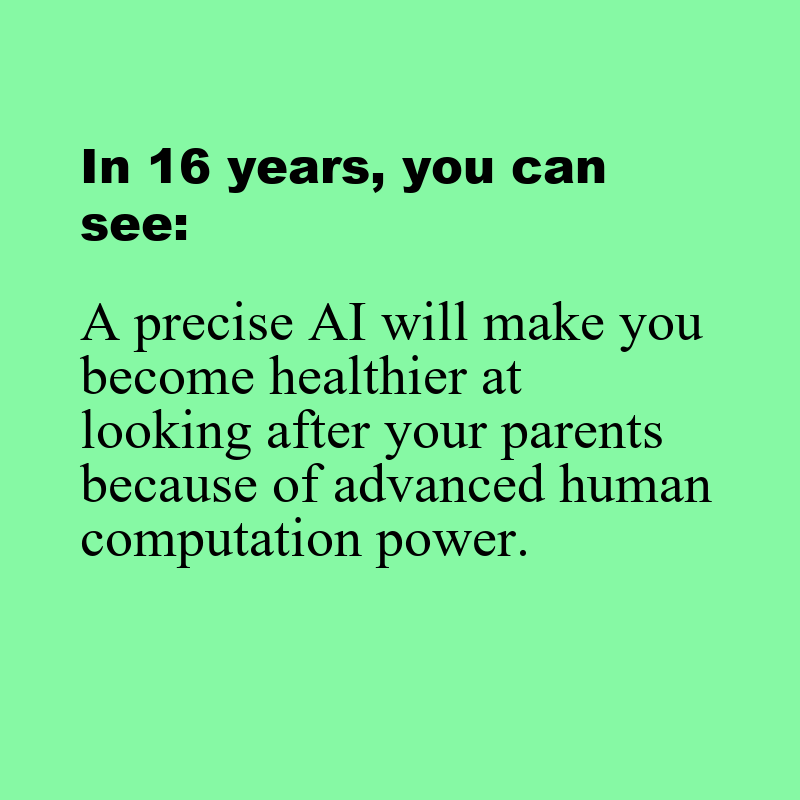 In 16 years, you can
see:
A precise AI will make you
become healthier at
looking after your parents
because of advanced human
computation power.